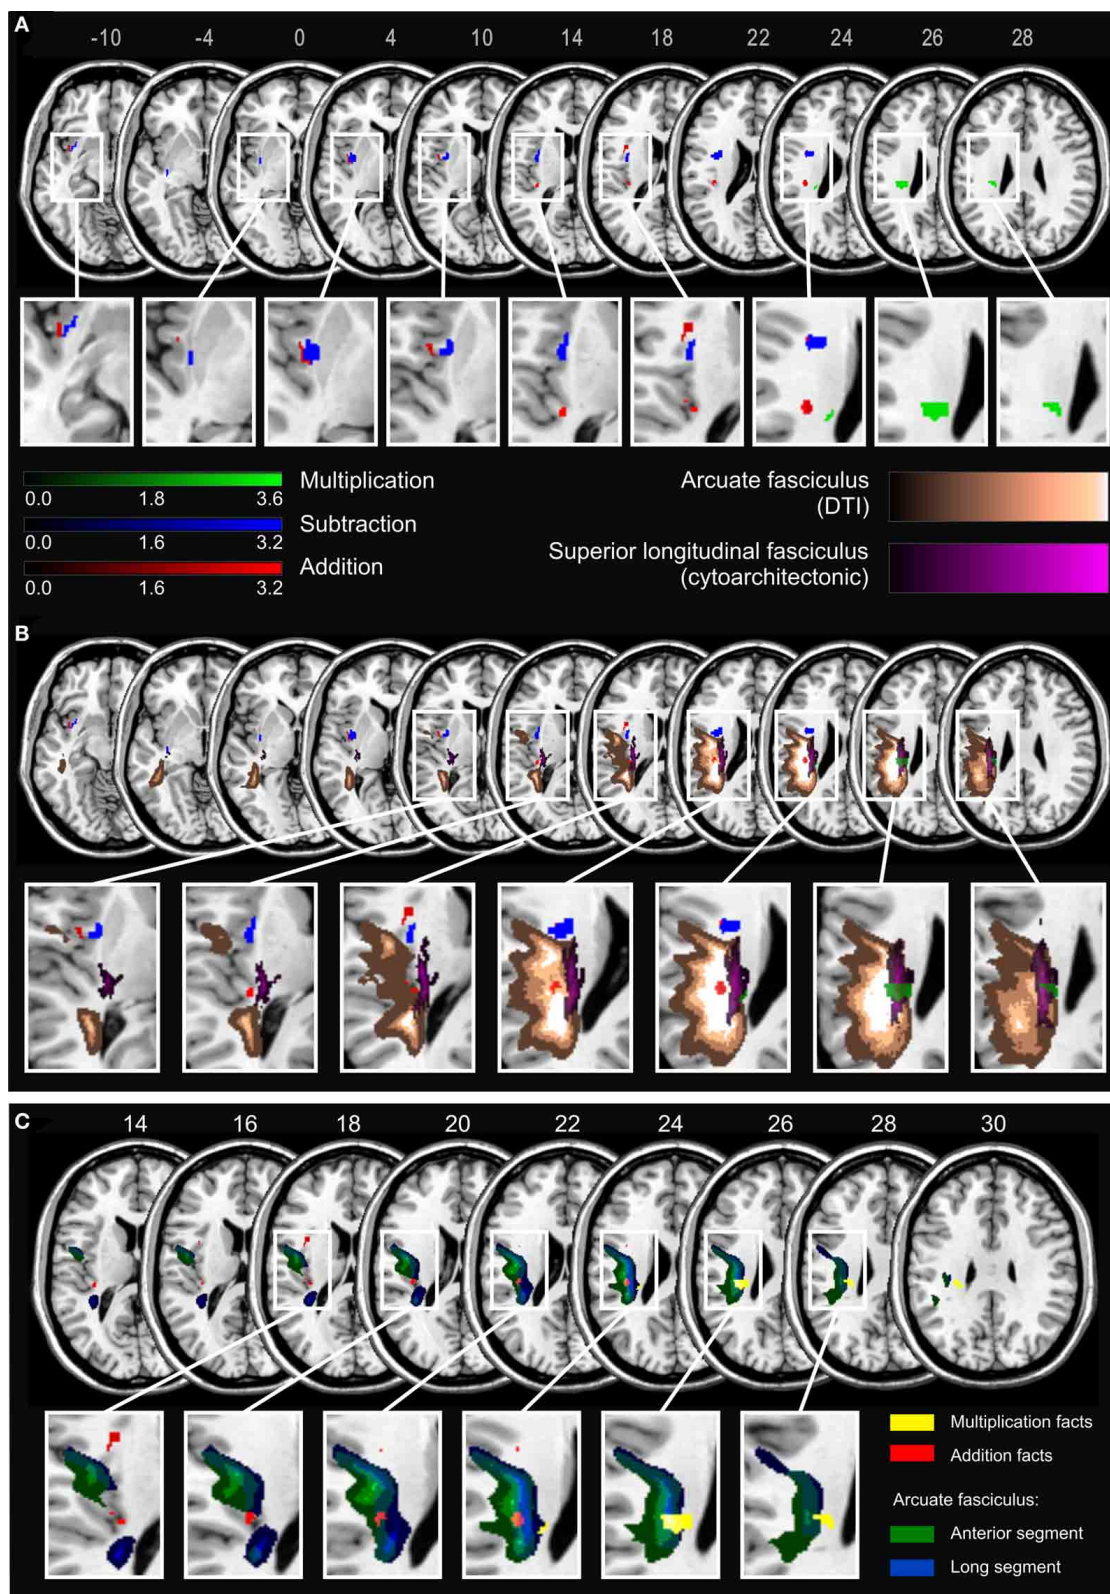 A
-10 -4 0 4 10 14 18 22 24 26 28
0.0 1.8 3.6
Multiplication
0.0 1.6 3.2
Subtraction
0.0 1.6 3.2
Addition
Arcuate fasciculus
(DTI)
Superior longitudinal fasciculus
(cytoarchitectonic)
B
C
14 16 18 20 22 24 26 28 30
Multiplication facts
Addition facts
Arcuate fasciculus:
Anterior segment
Long segment